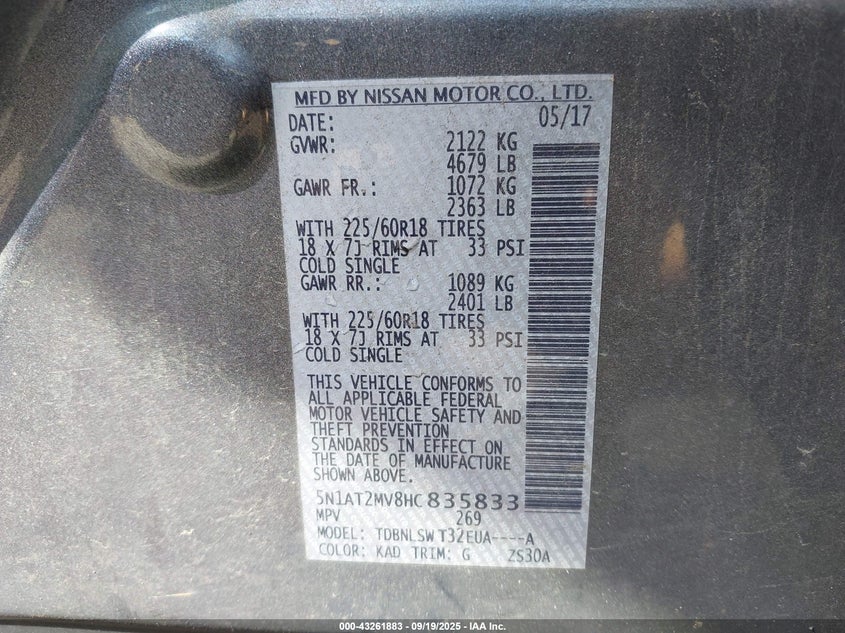 MFD BY NISSAN MOTOR CO., LTD.
DATE: 05/17
GVWR: 2122 KG
4679 LB
GAWR FR.: 1072 KG
2363 LB
WITH 225/60R18 TIRES
18 X 7J RIMS AT 33 PSI
COLD SINGLE
GAWR RR.: 1089 KG
2401 LB
WITH 225/60R18 TIRES
18 X 7J RIMS AT 33 PSI
COLD SINGLE
THIS VEHICLE CONFORMS TO
ALL APPLICABLE FEDERAL
MOTOR VEHICLE SAFETY AND
THEFT PREVENTION
STANDARDS IN EFFECT ON
THE DATE OF MANUFACTURE
SHOWN ABOVE.
5N1AT2MV8HC835833
MPV 269
MODEL: TDBNLSW T32EUA----A
COLOR: KAD TRIM: G ZS30A
000-43261883 - 09/19/2025 - IAA Inc.